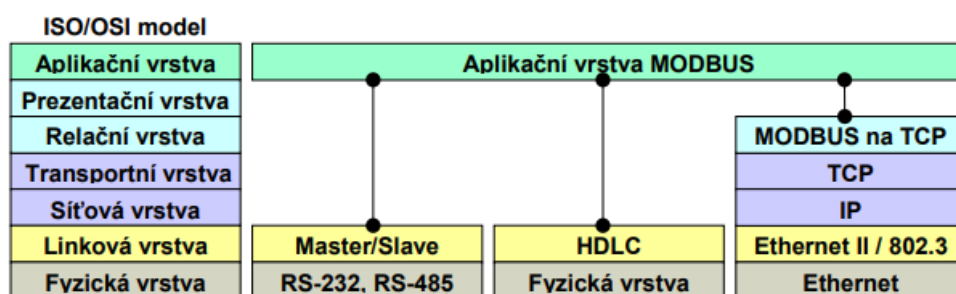 ISO/OSI model
Aplikační vrstva
Aplikační vrstva MODBUS
Prezentační vrstva
Relační vrstva
MODBUS na TCP
Transportní vrstva
TCP
Síťová vrstva
IP
Linková vrstva
Master/Slave
HDLC
Ethernet II / 802.3
Fyzická vrstva
RS-232, RS-485
Fyzická vrstva
Ethernet